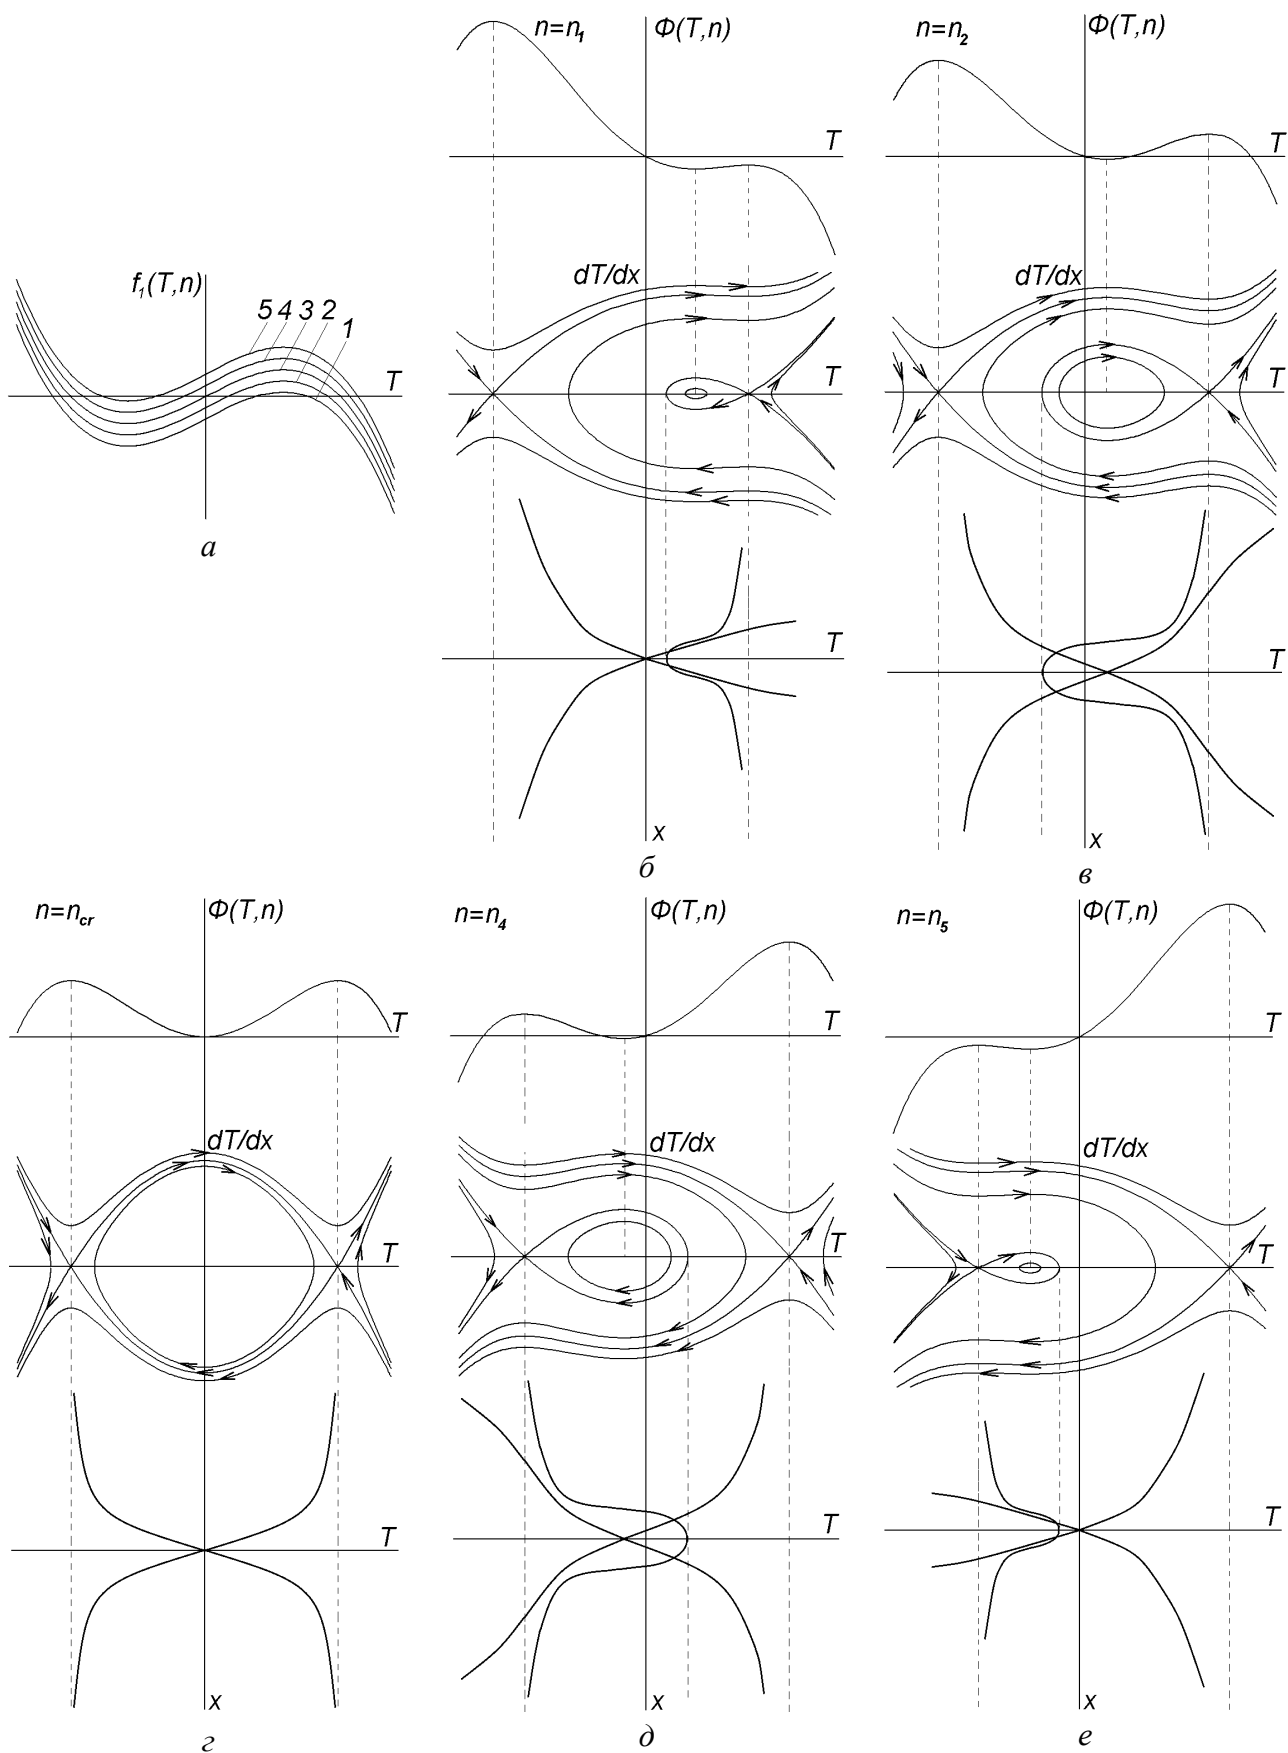 n=n₁ Φ(T,n)
n=n₂ Φ(T,n)
T
T
f₁(T,n)
5 4 3 2 1
T
dT/dx
T
dT/dx
T
а
T
T
x
x
б
в
n=n_cr Φ(T,n)
n=n₄ Φ(T,n)
n=n₅ Φ(T,n)
T
T
T
dT/dx
dT/dx
dT/dx
T
T
T
T
T
T
x
x
x
г
д
е